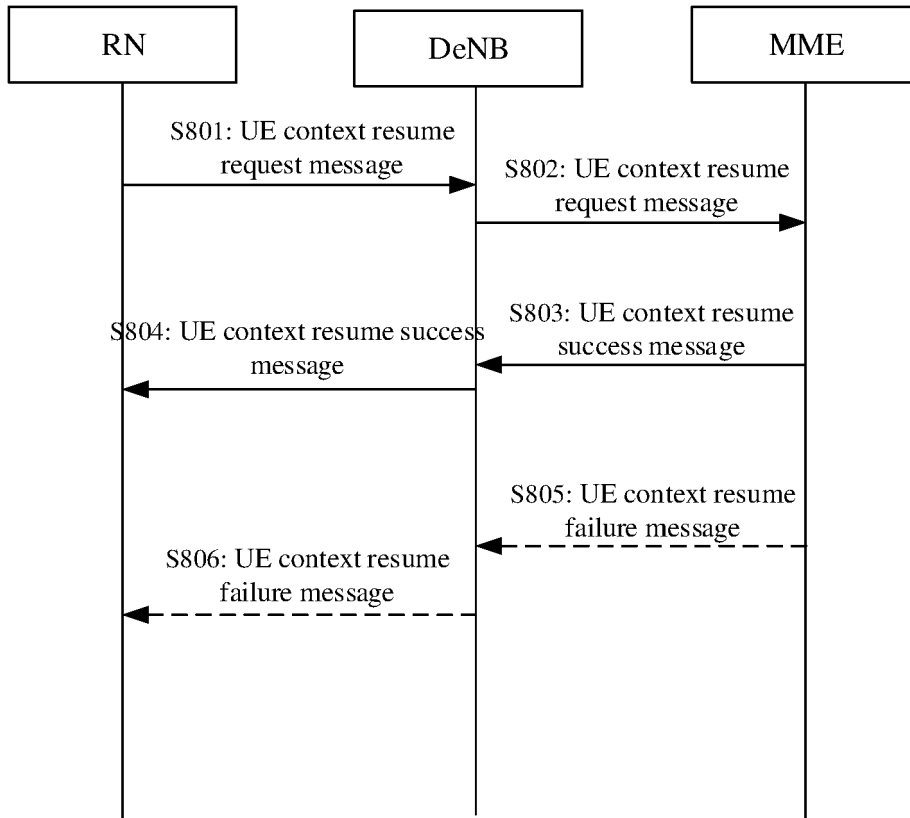 RN
DeNB
MME
S801: UE context resume
request message
S802: UE context resume
request message
S803: UE context resume
success message
S804: UE context resume success
message
S805: UE context resume
failure message
S806: UE context resume
failure message